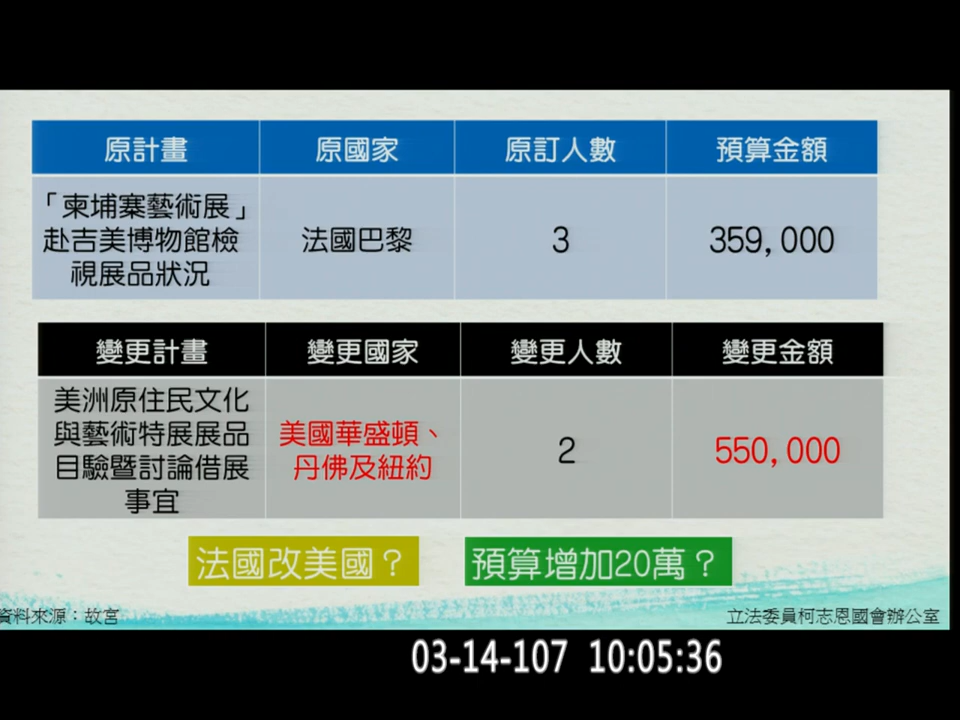 原計畫 原國家 原訂人數 預算金額
「柬埔寨藝術展」
赴吉美博物館檢 法國巴黎 3 359,000
視展品狀況
變更計畫 變更國家 變更人數 變更金額
美洲原住民文化
與藝術特展展品 美國華盛頓、
目驗暨討論借展 丹佛及紐約 2 550,000
事宜
法國改美國？ 預算增加20萬？
資料來源：故宮 立法委員柯志恩國會辦公室
03-14-107 10:05:36